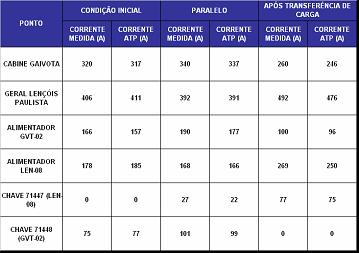 PONTO CONDIÇÃO INICIAL PARALELO APÓS TRANSFERÊNCIA DE CARGA
CORRENTE MEDIDA (A) CORRENTE ATP (A) CORRENTE MEDIDA (A) CORRENTE ATP (A) CORRENTE MEDIDA (A) CORRENTE ATP (A)
CABINE GAIVOTA 320 317 340 337 260 246
GERAL LENÇÓIS PAULISTA 406 411 392 391 492 476
ALIMENTADOR GVT-02 166 157 190 177 100 96
ALIMENTADOR LEN-08 178 185 168 166 269 250
CHAVE 71447 (LEN-08) 0 0 27 22 77 75
CHAVE 71448 (GVT-02) 75 77 101 99 0 0